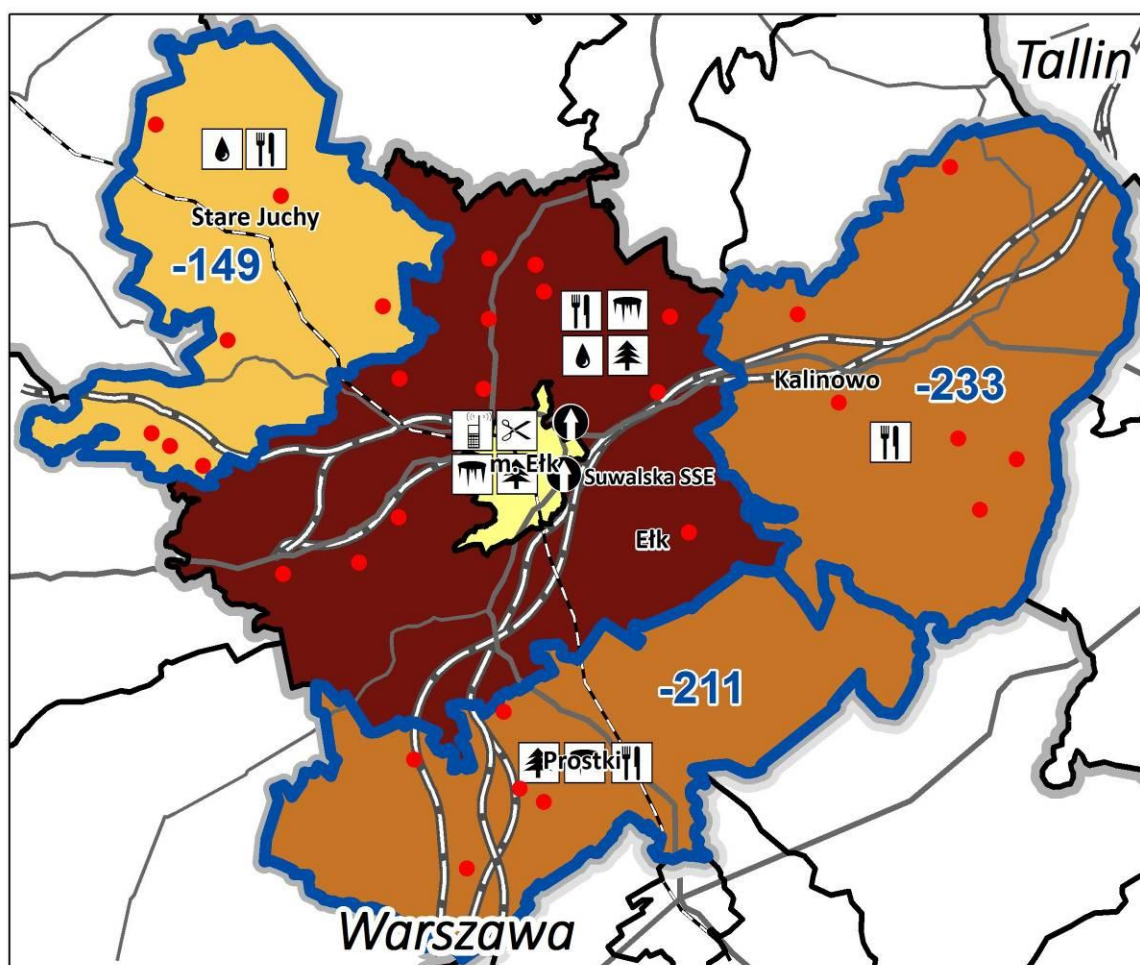 Tallin
Stare Juchy
-149
Kalinowo
-233
m. Ełk
Suwalska SSE
Ełk
-211
Prostki
Warszawa